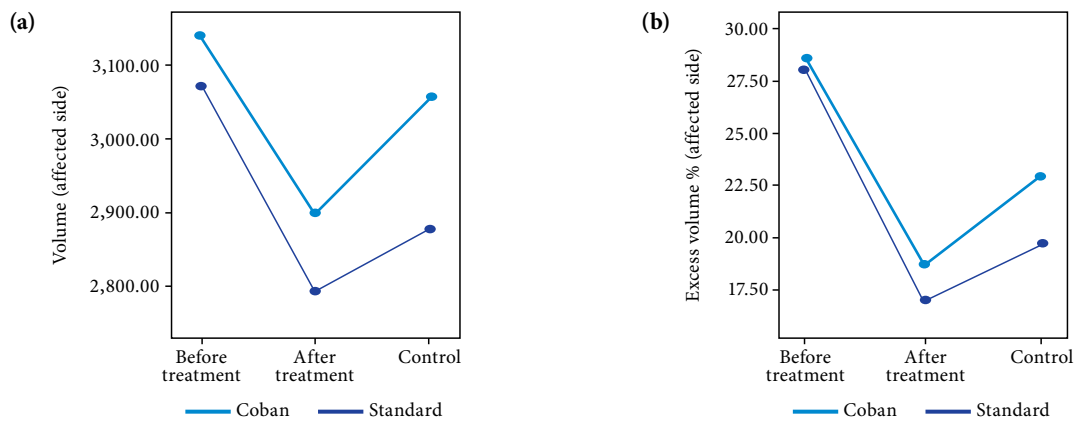 (a)
Volume (affected side)
3,100.00
3,000.00
2,900.00
2,800.00
Before treatment
After treatment
Control
Coban
Standard
(b)
Excess volume % (affected side)
30.00
27.50
25.00
22.50
20.00
17.50
Before treatment
After treatment
Control
Coban
Standard